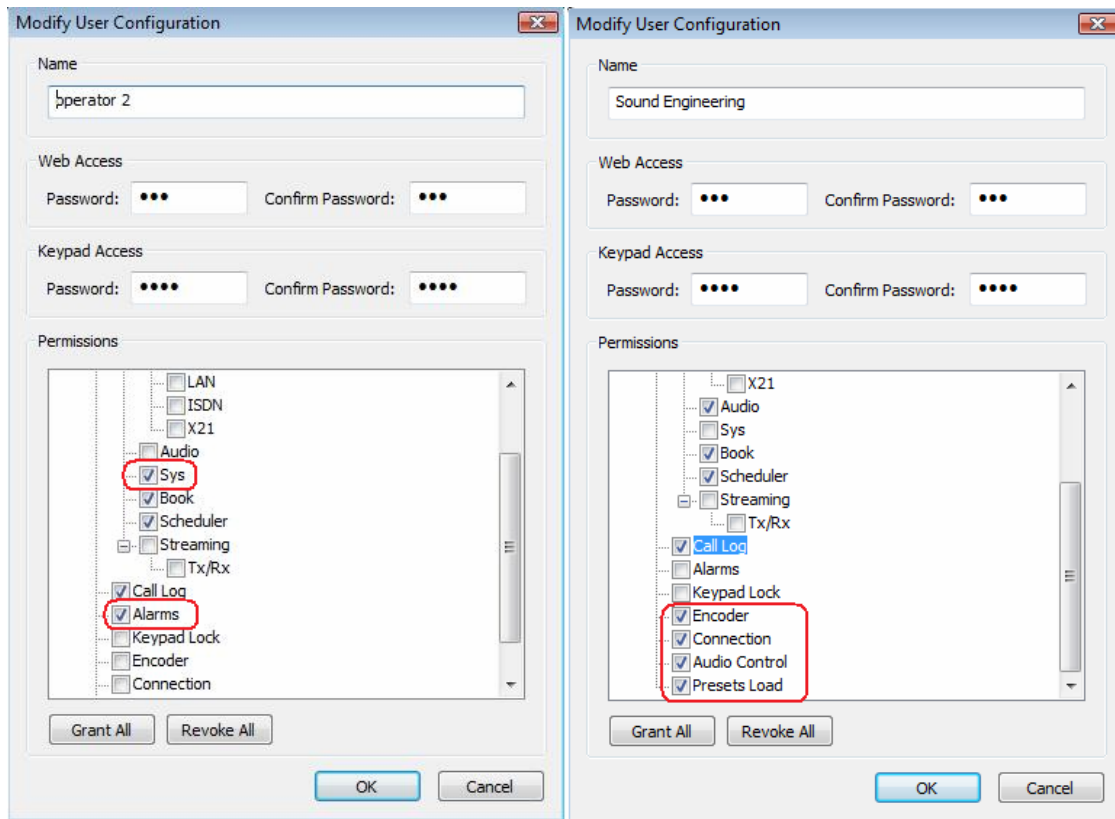 Modify User Configuration
Name
operator 2
Web Access
Password: ••• Confirm Password: •••
Keypad Access
Password: •••• Confirm Password: ••••
Permissions
LAN
ISDN
X21
Audio
Sys
Book
Scheduler
Streaming
Tx/Rx
Call Log
Alarms
Keypad Lock
Encoder
Connection
Grant All Revoke All
OK Cancel
Modify User Configuration
Name
Sound Engineering
Web Access
Password: ••• Confirm Password: •••
Keypad Access
Password: •••• Confirm Password: ••••
Permissions
X21
Audio
Sys
Book
Scheduler
Streaming
Tx/Rx
Call Log
Alarms
Keypad Lock
Encoder
Connection
Audio Control
Presets Load
Grant All Revoke All
OK Cancel